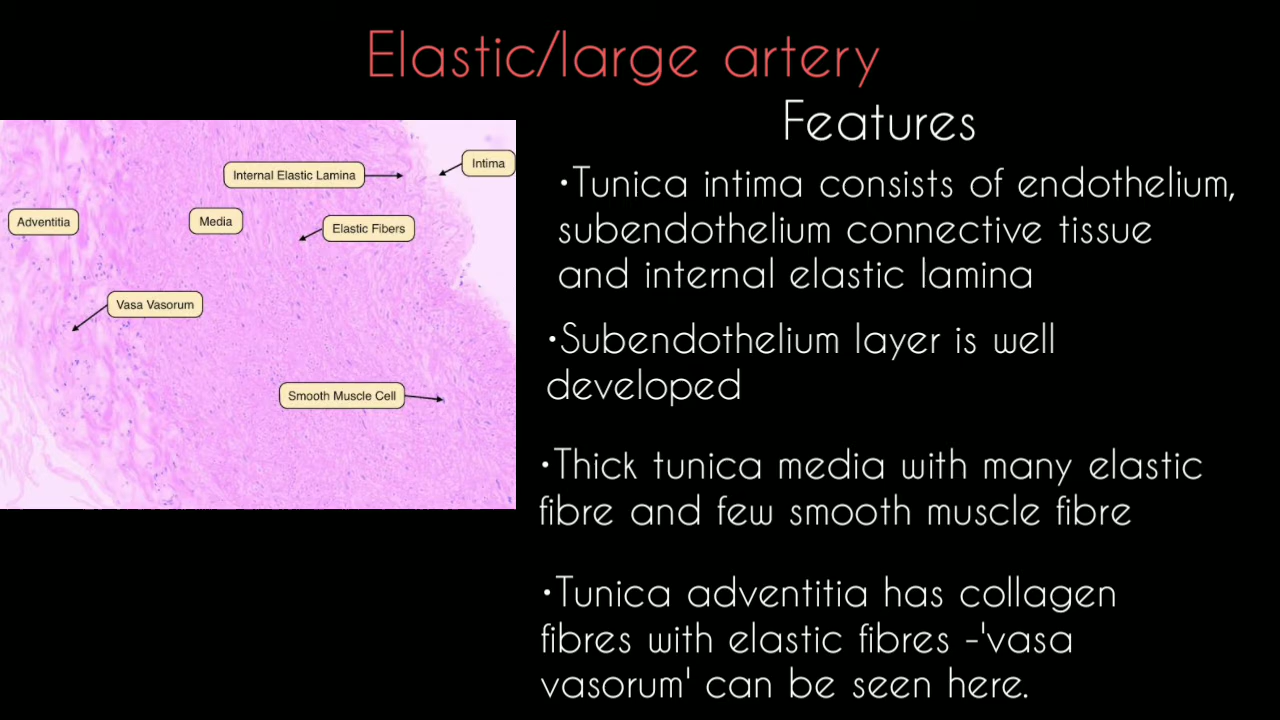 Elastic/large artery
Features
Internal Elastic Lamina
Intima
Adventitia
Media
Elastic Fibers
Vasa Vasorum
Smooth Muscle Cell
•Tunica intima consists of endothelium,
subendothelium connective tissue
and internal elastic lamina
•Subendothelium layer is well
developed
•Thick tunica media with many elastic
fibre and few smooth muscle fibre
•Tunica adventitia has collagen
fibres with elastic fibres -'vasa
vasorum' can be seen here.